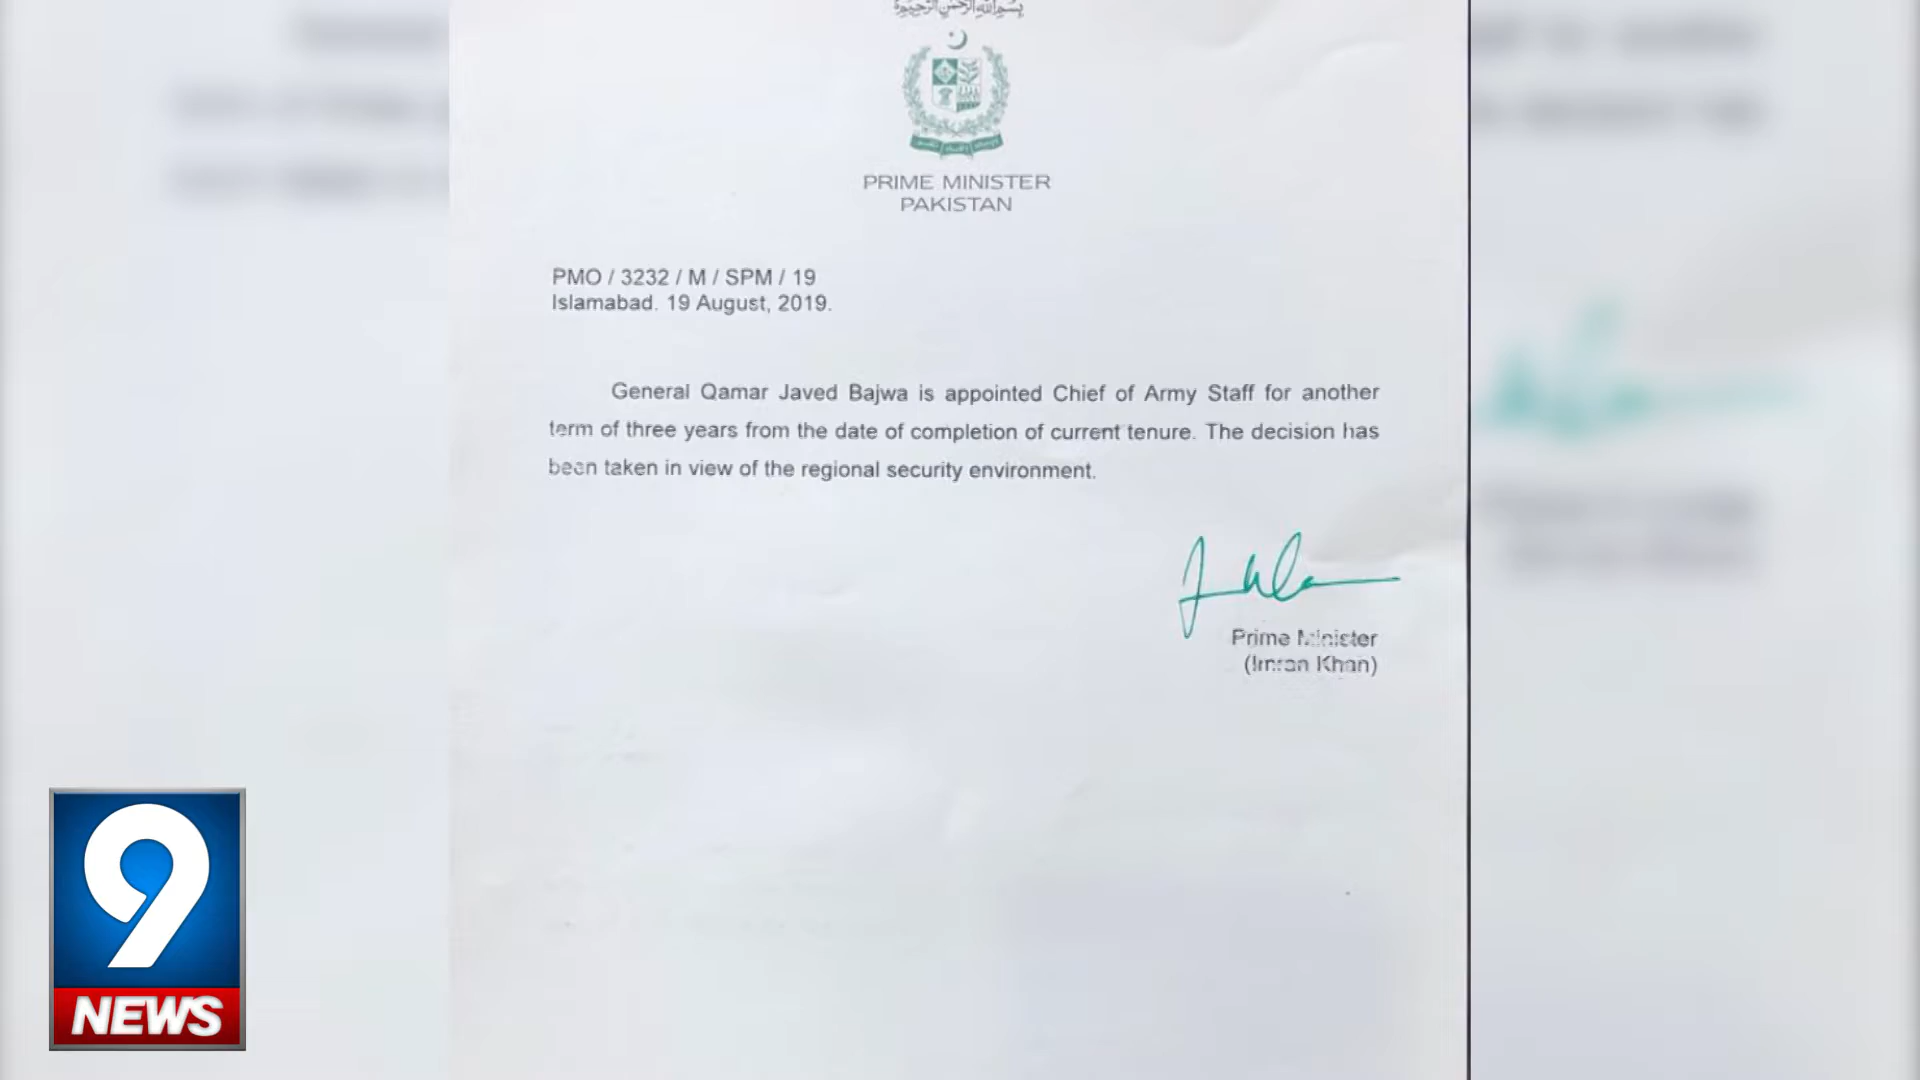 بسم الله الرحمن الرحيم
PRIME MINISTER
PAKISTAN
PMO / 3232 / M / SPM / 19
Islamabad. 19 August, 2019.
General Qamar Javed Bajwa is appointed Chief of Army Staff for another
term of three years from the date of completion of current tenure. The decision has
been taken in view of the regional security environment.
Prime Minister
(Imran Khan)
9
NEWS